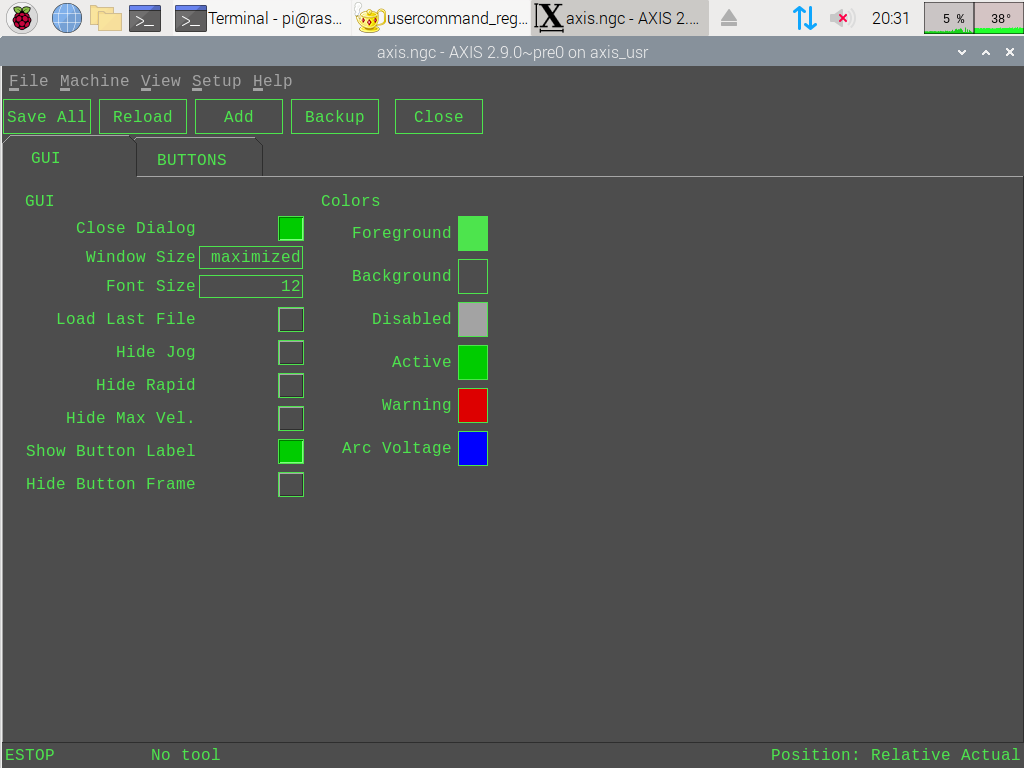 Terminal - pi@ras...
usercommand_reg...
axis.ngc - AXIS 2....
20:31
5 %
38°
axis.ngc - AXIS 2.9.0~pre0 on axis_usr
File Machine View Setup Help
Save All Reload Add Backup Close
GUI BUTTONS
GUI Colors
Close Dialog
Foreground
Window Size maximized
Background
Font Size 12
Load Last File
Disabled
Hide Jog
Active
Hide Rapid
Warning
Hide Max Vel.
Arc Voltage
Show Button Label
Hide Button Frame
ESTOP No tool Position: Relative Actual